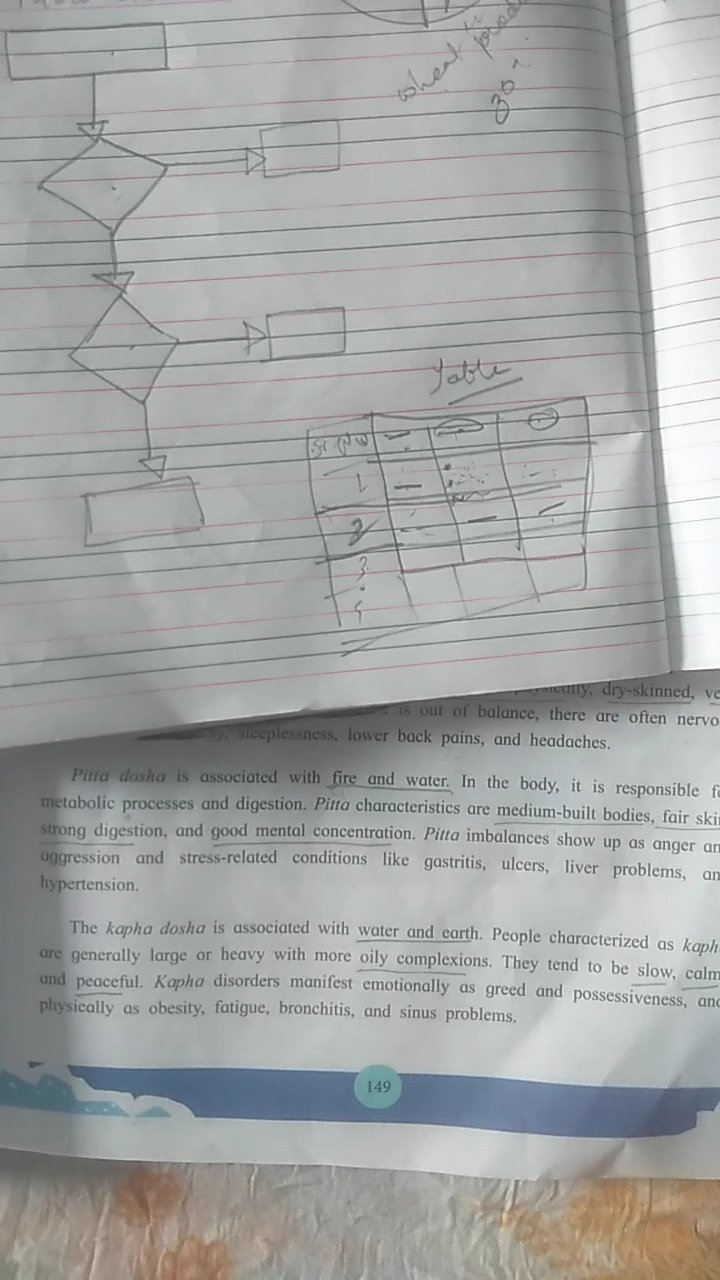 wheat
30%
Table
Sr. No
1
2
3
dry-skinned, ve
is out of balance, there are often nervo
sleeplessness, lower back pains, and headaches.
Pitta dosha is associated with fire and water. In the body, it is responsible f
metabolic processes and digestion. Pitta characteristics are medium-built bodies, fair ski
strong digestion, and good mental concentration. Pitta imbalances show up as anger an
aggression and stress-related conditions like gastritis, ulcers, liver problems, an
hypertension.
The kapha dosha is associated with water and earth. People characterized as kaph
are generally large or heavy with more oily complexions. They tend to be slow, calm
and peaceful. Kapha disorders manifest emotionally as greed and possessiveness, and
physically as obesity, fatigue, bronchitis, and sinus problems.
149